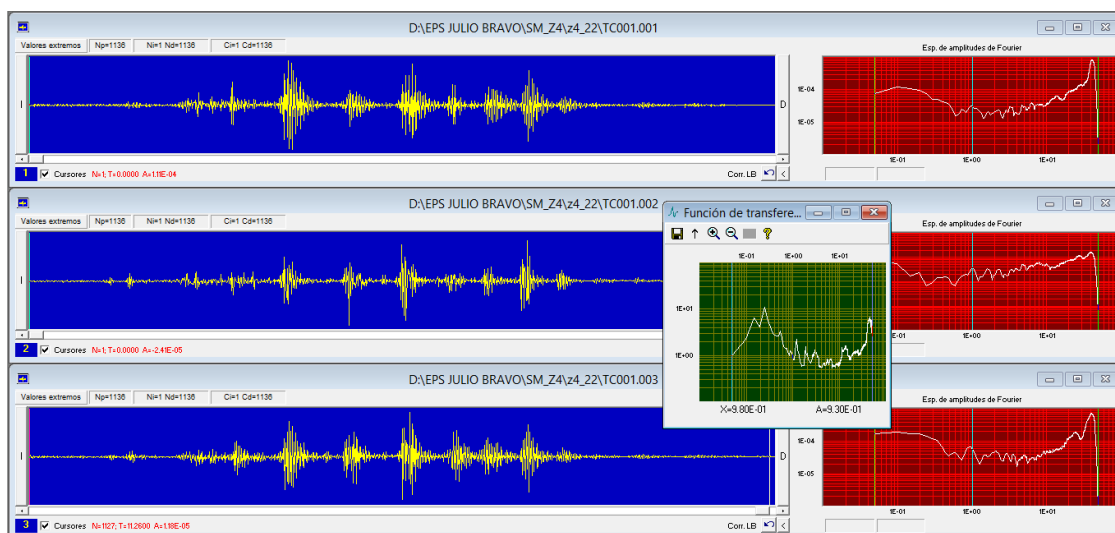 D:\EPS JULIO BRAVO\SM_Z4\z4_22\TC001.001
Valores extremos Np=1136 Ni=1 Nd=1136 Ci=1 Cd=1136
Esp. de amplitudes de Fourier
I
D
1E-04
1E-05
1E-01 1E+00 1E+01
1 Cursores N=1; T=0.0000 A=1.11E-04
Corr. LB <
D:\EPS JULIO BRAVO\SM_Z4\z4_22\TC001.002
Valores extremos Np=1136 Ni=1 Nd=1136 Ci=1 Cd=1136
Esp. de amplitudes de Fourier
Función de transfere...
I
1E-01 1E+00 1E+01
1E+01
1E+00
X=9.80E-01 A=9.30E-01
1E+00 1E+01
2 Cursores N=1; T=0.0000 A=-2.41E-05
D:\EPS JULIO BRAVO\SM_Z4\z4_22\TC001.003
Valores extremos Np=1136 Ni=1 Nd=1136 Ci=1 Cd=1136
Esp. de amplitudes de Fourier
I
D
1E-04
1E-05
1E-01 1E+00 1E+01
3 Cursores N=1127; T=11.2600 A=1.18E-05
Corr. LB <